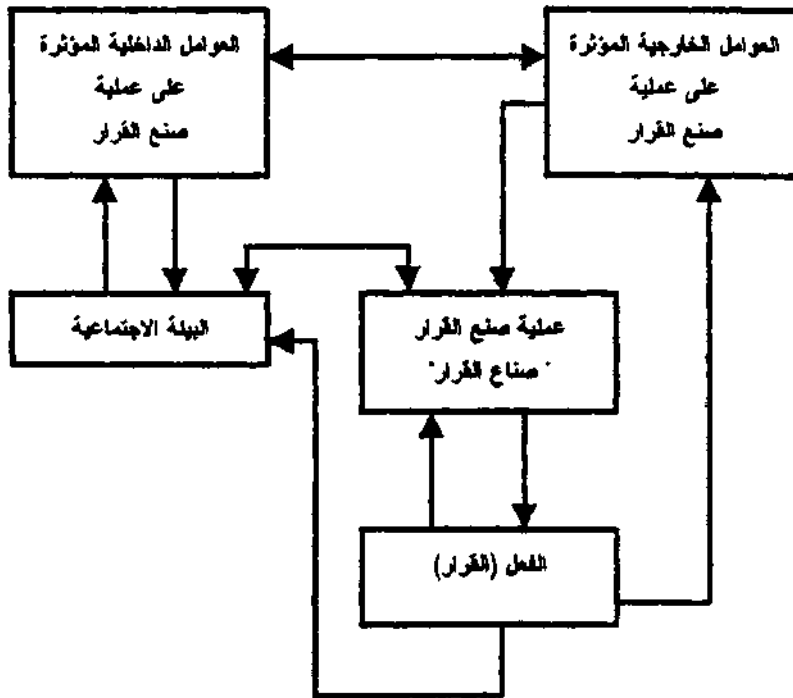 العوامل الخارجية المؤثرة
على عملية
صنع القرار
العوامل الداخلية المؤثرة
على عملية
صنع القرار
عملية صنع القرار
" صناع القرار"
البيئة الاجتماعية
الفعل (القرار)